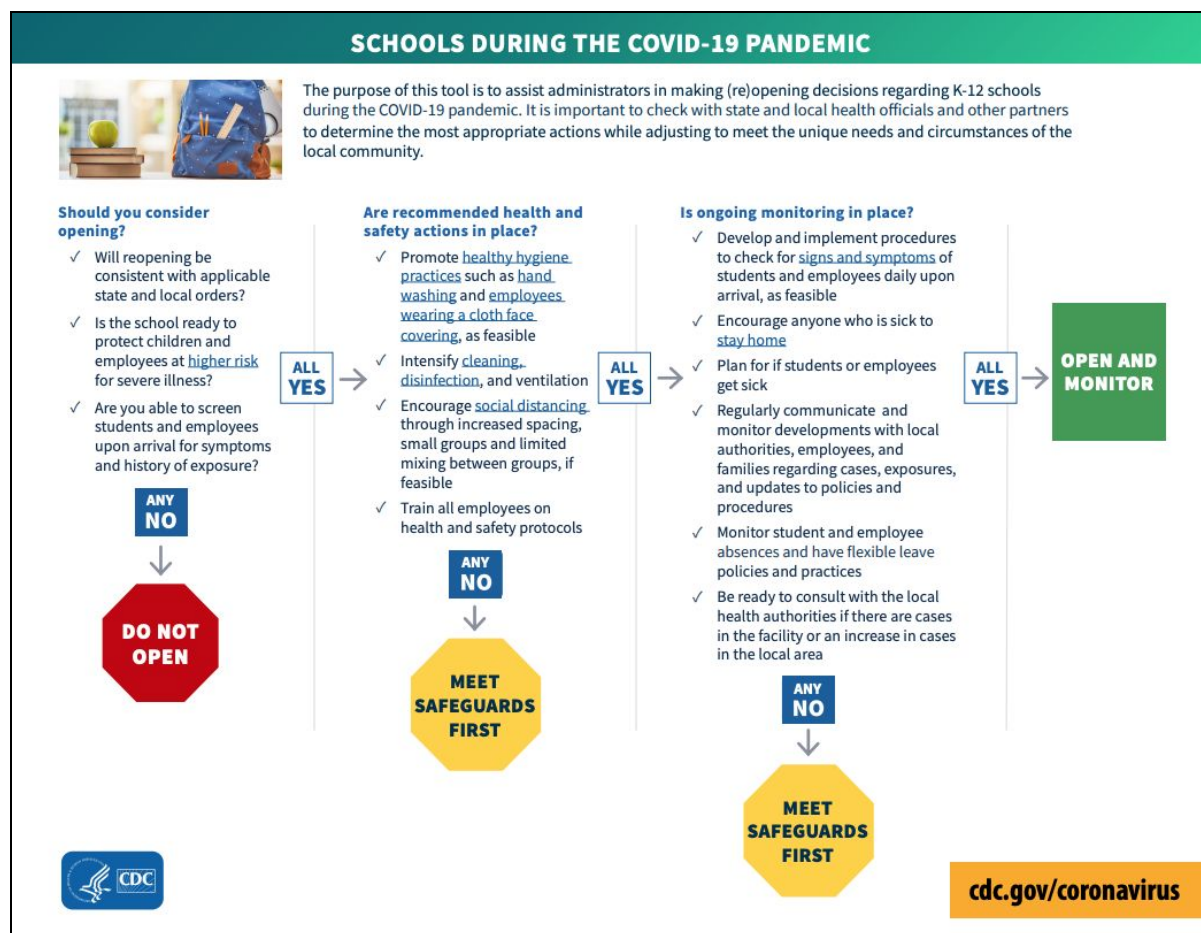 SCHOOLS DURING THE COVID-19 PANDEMIC
The purpose of this tool is to assist administrators in making (re)opening decisions regarding K-12 schools
during the COVID-19 pandemic. It is important to check with state and local health officials and other partners
to determine the most appropriate actions while adjusting to meet the unique needs and circumstances of the
local community.
Should you consider
opening?
✓ Will reopening be
consistent with applicable
state and local orders?
✓ Is the school ready to
protect children and
employees at higher risk
for severe illness?
✓ Are you able to screen
students and employees
upon arrival for symptoms
and history of exposure?
ANY
NO
DO NOT
OPEN
ALL
YES
Are recommended health and
safety actions in place?
✓ Promote healthy hygiene
practices such as hand
washing and employees
wearing a cloth face
covering, as feasible
✓ Intensify cleaning,
disinfection, and ventilation
✓ Encourage social distancing
through increased spacing,
small groups and limited
mixing between groups, if
feasible
✓ Train all employees on
health and safety protocols
ANY
NO
MEET
SAFEGUARDS
FIRST
ALL
YES
Is ongoing monitoring in place?
✓ Develop and implement procedures
to check for signs and symptoms of
students and employees daily upon
arrival, as feasible
✓ Encourage anyone who is sick to
stay home
✓ Plan for if students or employees
get sick
✓ Regularly communicate and
monitor developments with local
authorities, employees, and
families regarding cases, exposures,
and updates to policies and
procedures
✓ Monitor student and employee
absences and have flexible leave
policies and practices
✓ Be ready to consult with the local
health authorities if there are cases
in the facility or an increase in cases
in the local area
ANY
NO
MEET
SAFEGUARDS
FIRST
ALL
YES
OPEN AND
MONITOR
CDC
cdc.gov/coronavirus